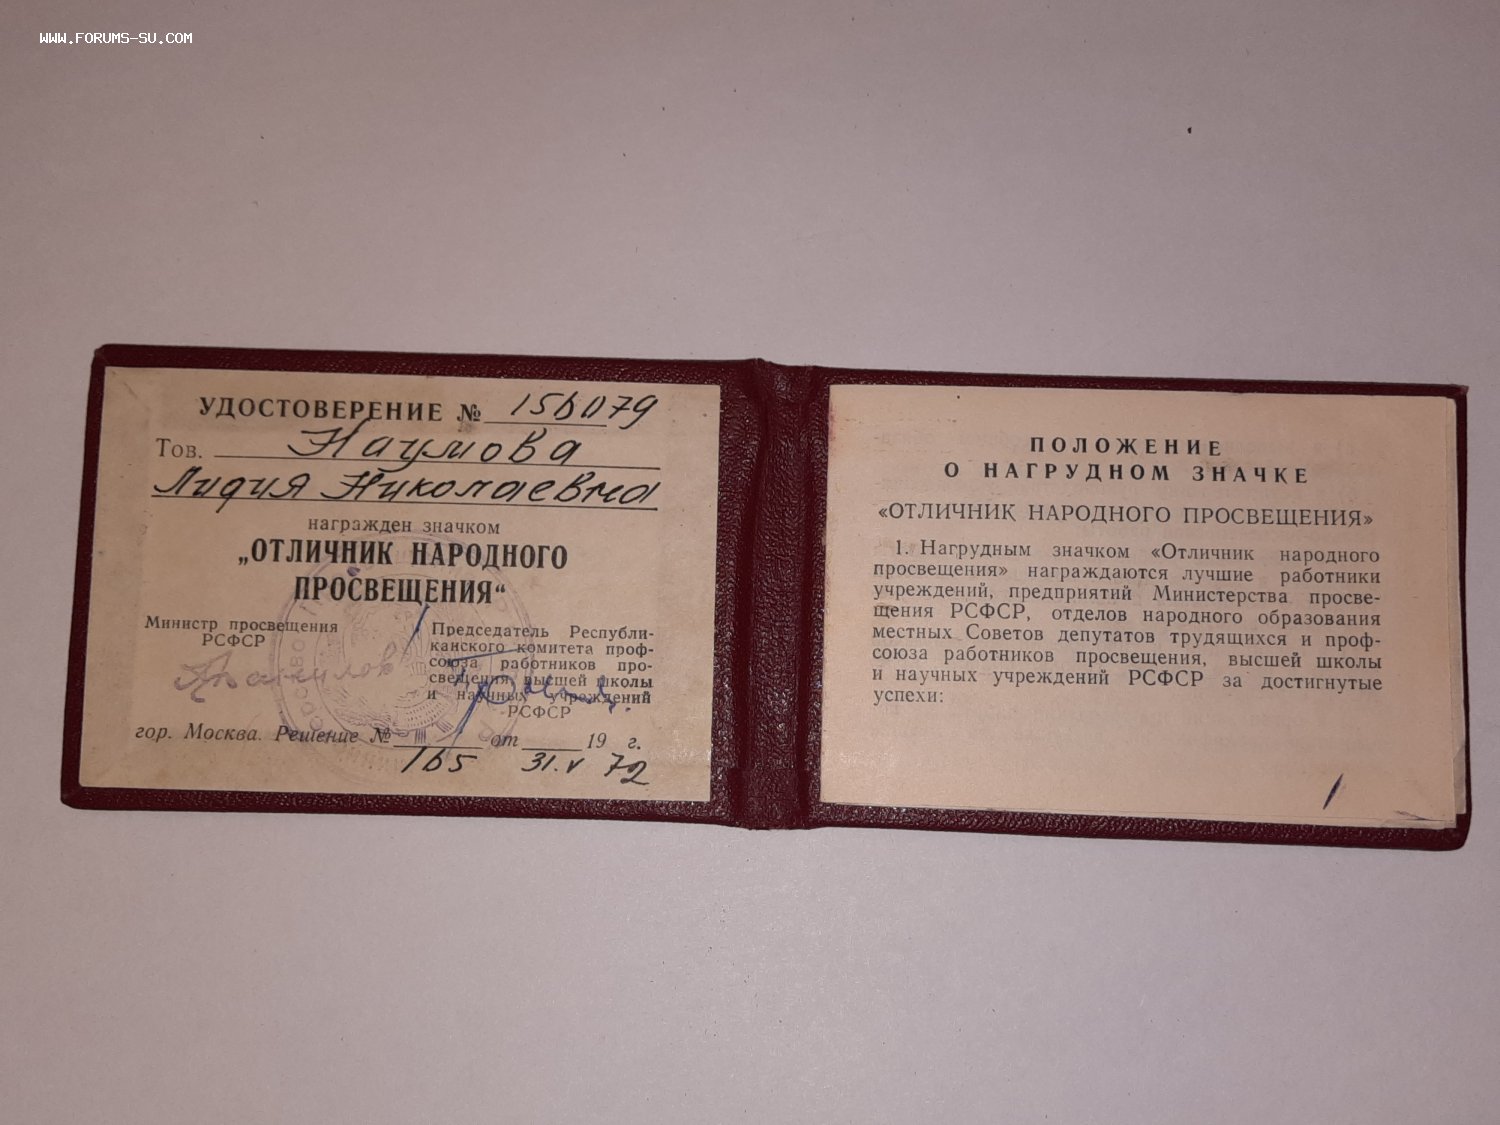 WWW.FORUMS-SU.COM
УДОСТОВЕРЕНИЕ № 156079
Тов. Наумова
Лидия Николаевна
награжден значком
„ОТЛИЧНИК НАРОДНОГО
ПРОСВЕЩЕНИЯ“
Министр просвещения
РСФСР
Председатель Республи-
канского комитета проф-
союза работников про-
свещения, высшей школы
и научных учреждений
РСФСР
гор. Москва. Решение № от 19 г.
165 31.V 72
ПОЛОЖЕНИЕ
О НАГРУДНОМ ЗНАЧКЕ
«ОТЛИЧНИК НАРОДНОГО ПРОСВЕЩЕНИЯ»
1. Нагрудным значком «Отличник народного
просвещения» награждаются лучшие работники
учреждений, предприятий Министерства просве-
щения РСФСР, отделов народного образования
местных Советов депутатов трудящихся и проф-
союза работников просвещения, высшей школы
и научных учреждений РСФСР за достигнутые
успехи: